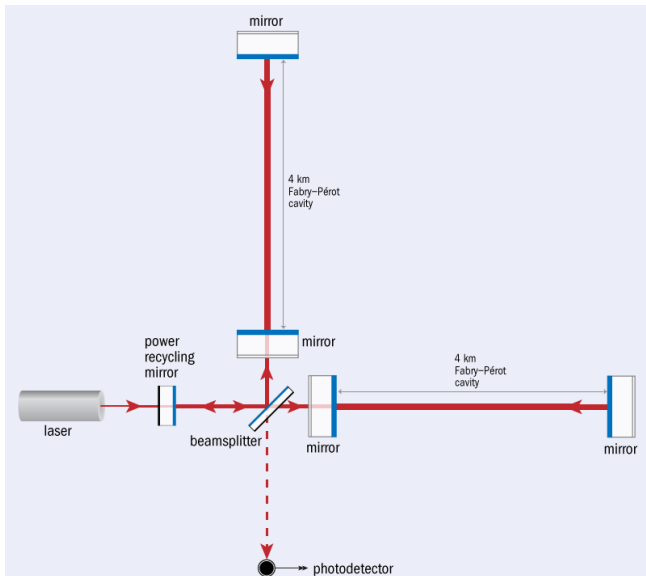 mirror
4 km
Fabry–Pérot
cavity
power
recycling
mirror
mirror
4 km
Fabry–Pérot
cavity
laser
beamsplitter
mirror
mirror
photodetector